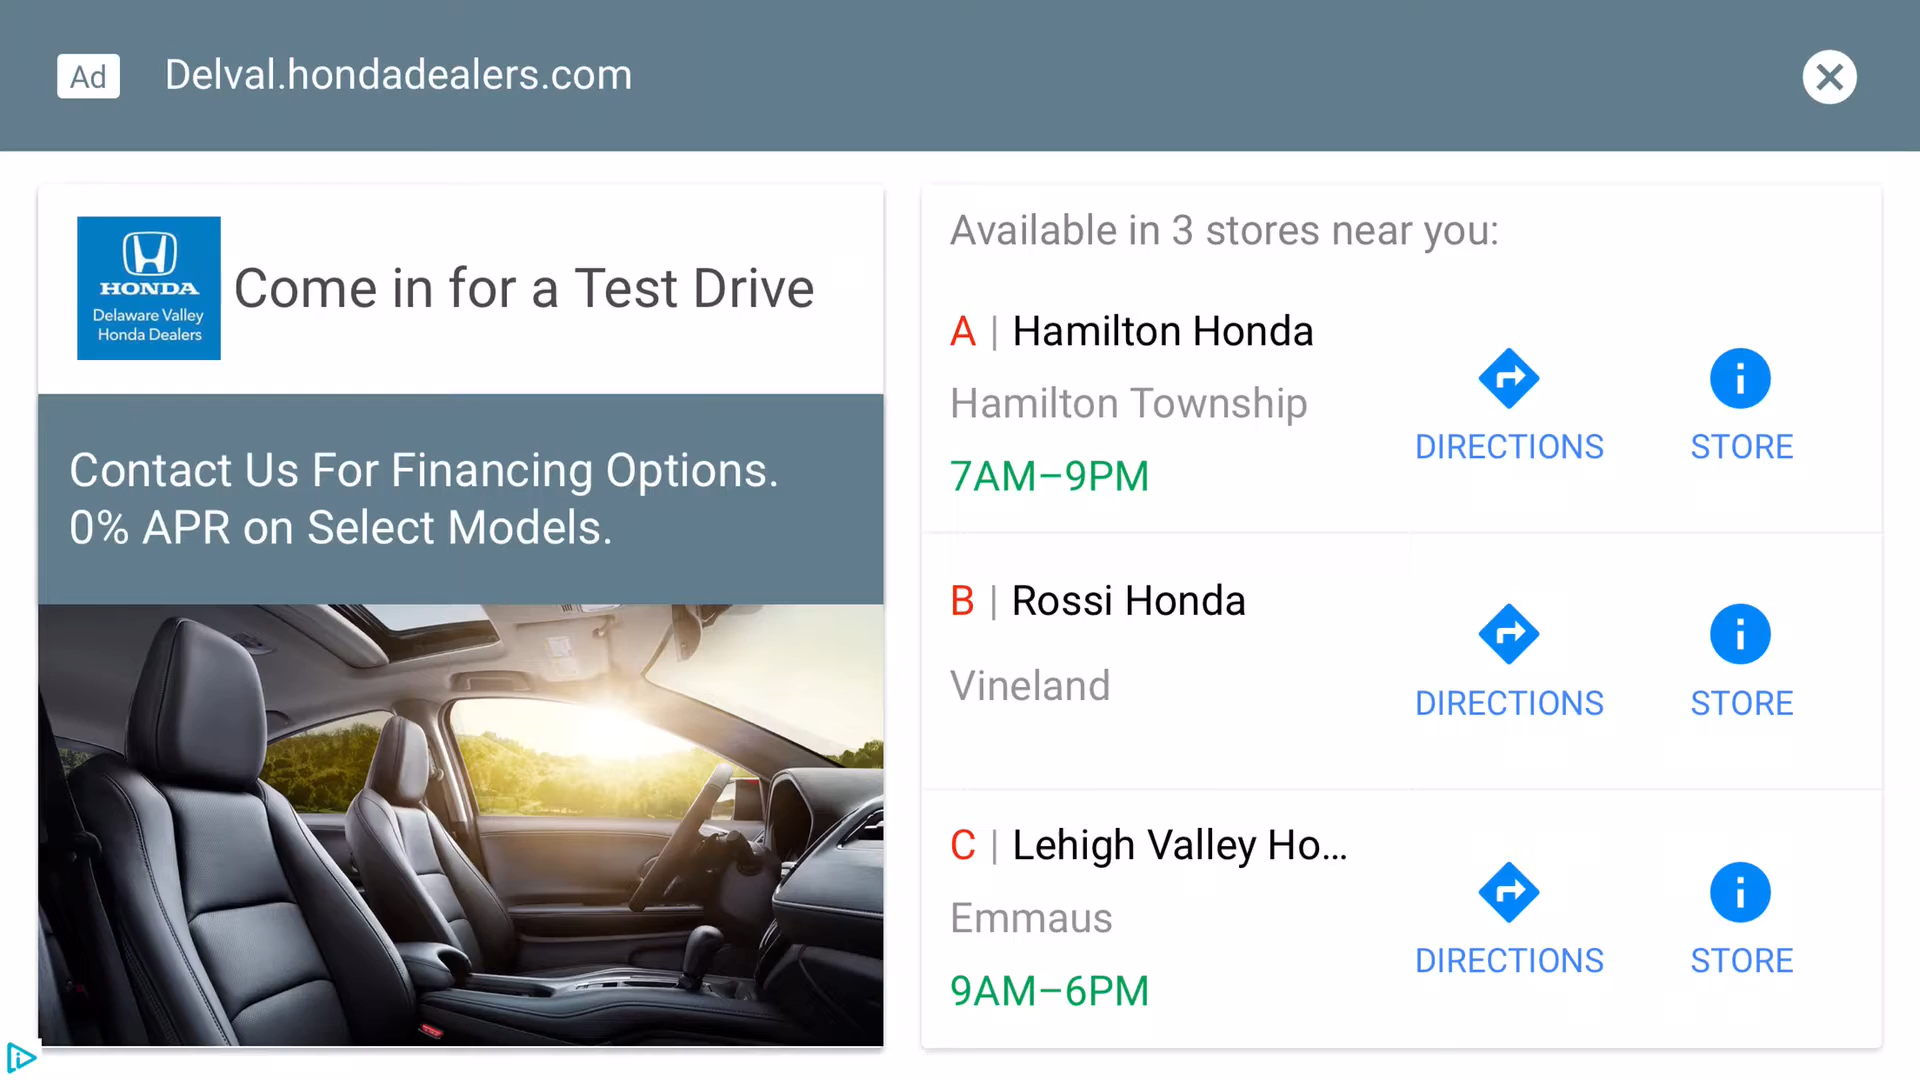 Ad
Delval.hondadealers.com
HONDA
Delaware Valley
Honda Dealers
Come in for a Test Drive
Contact Us For Financing Options.
0% APR on Select Models.
Available in 3 stores near you:
A | Hamilton Honda
Hamilton Township
7AM–9PM
DIRECTIONS
STORE
B | Rossi Honda
Vineland
DIRECTIONS
STORE
C | Lehigh Valley Ho...
Emmaus
9AM–6PM
DIRECTIONS
STORE